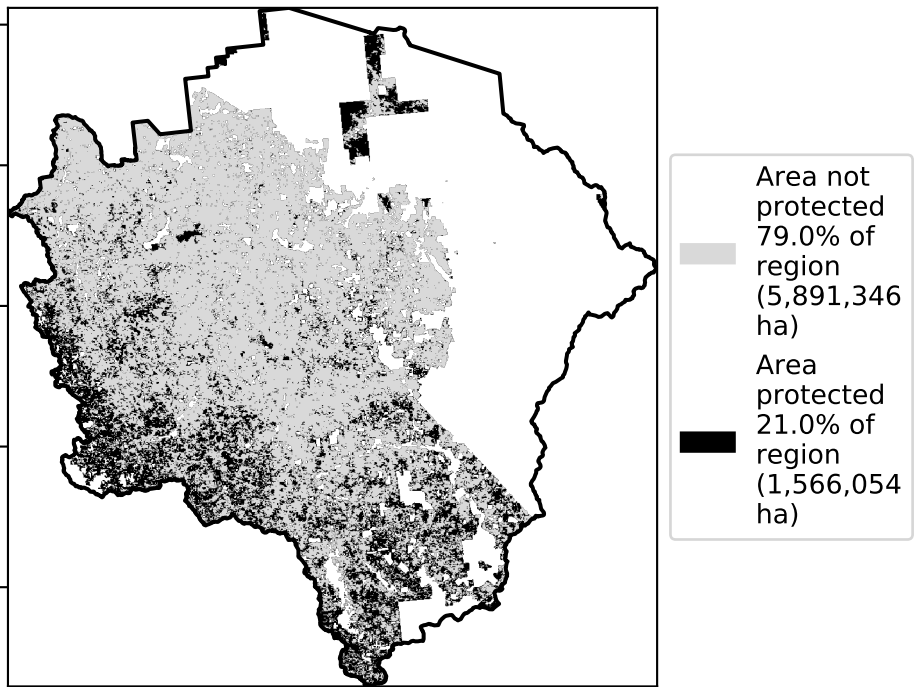 Area not
protected
79.0% of
region
(5,891,346
ha)
Area
protected
21.0% of
region
(1,566,054
ha)